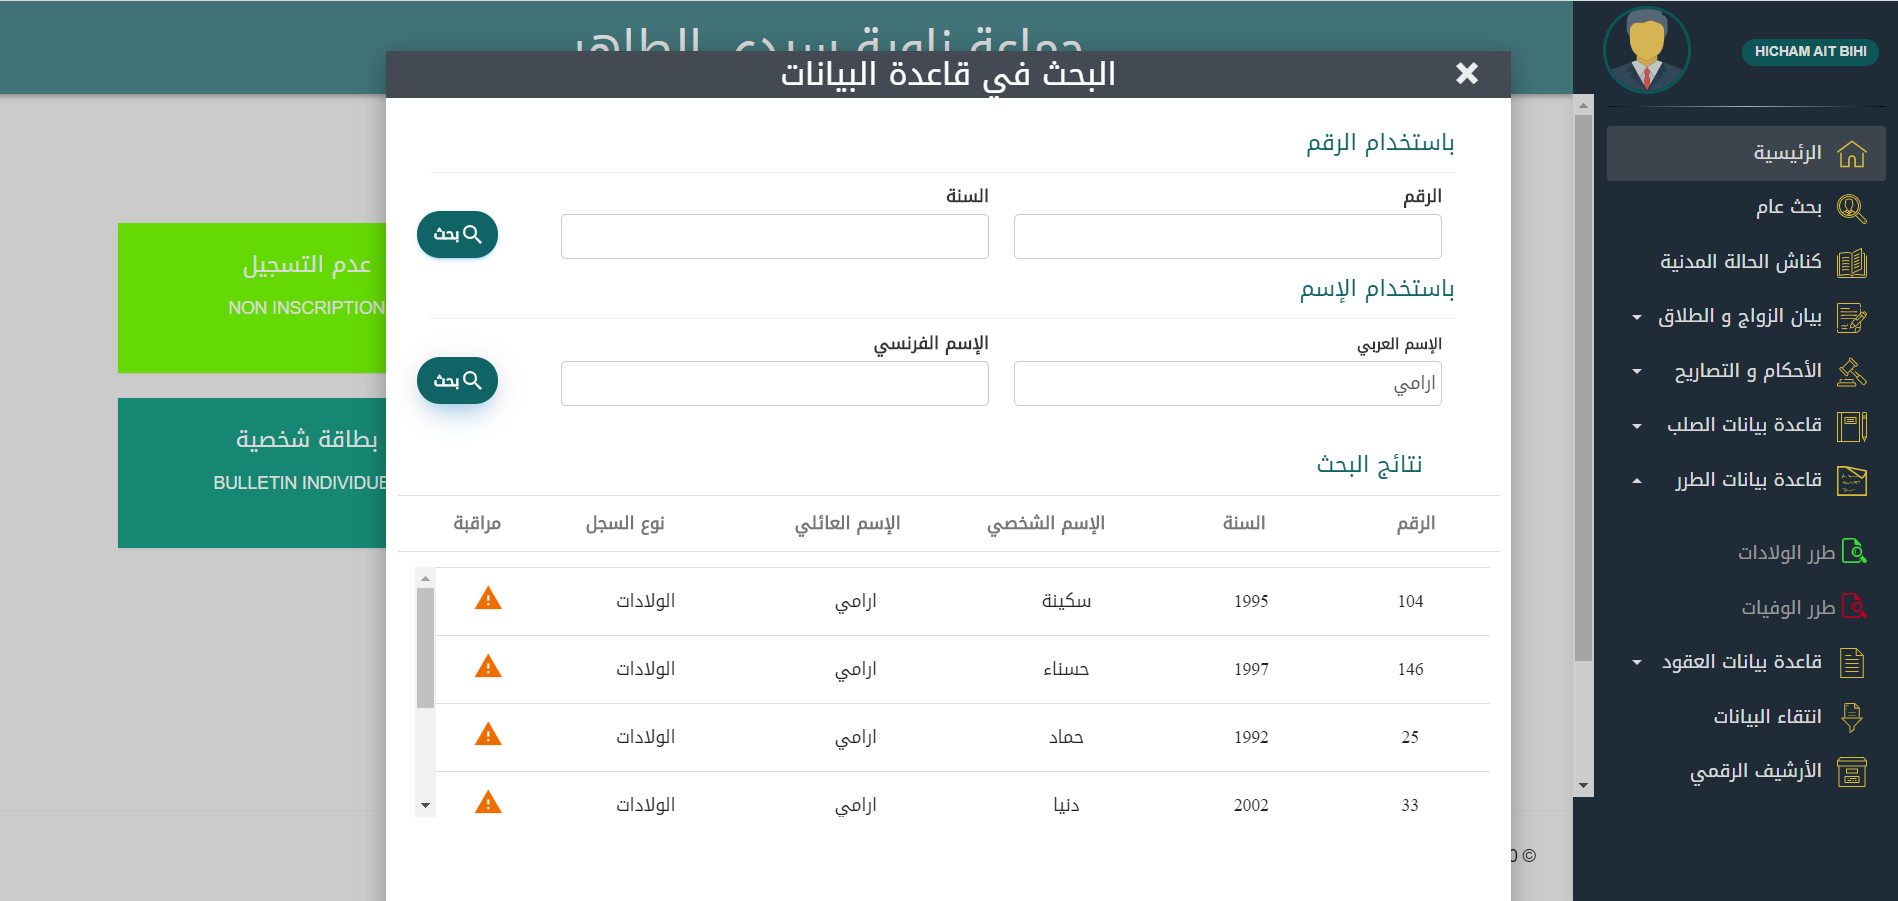 جماعة زاوية سيدي الطاهر
HICHAM AIT BIHI
الرئيسية
بحث عام
كناش الحالة المدنية
بيان الزواج و الطلاق
الأحكام و التصاريح
قاعدة بيانات الصلب
قاعدة بيانات الطرر
طرر الولادات
طرر الوفيات
قاعدة بيانات العقود
انتقاء البيانات
الأرشيف الرقمي
البحث في قاعدة البيانات
باستخدام الرقم
الرقم السنة
بحث
باستخدام الإسم
الإسم العربي الإسم الفرنسي
ارامي
بحث
نتائج البحث
الرقم السنة الإسم الشخصي الإسم العائلي نوع السجل مراقبة
104 1995 سكينة ارامي الولادات
146 1997 حسناء ارامي الولادات
25 1992 حماد ارامي الولادات
33 2002 دنيا ارامي الولادات
عدم التسجيل
NON INSCRIPTION
بطاقة شخصية
BULLETIN INDIVIDUE
©